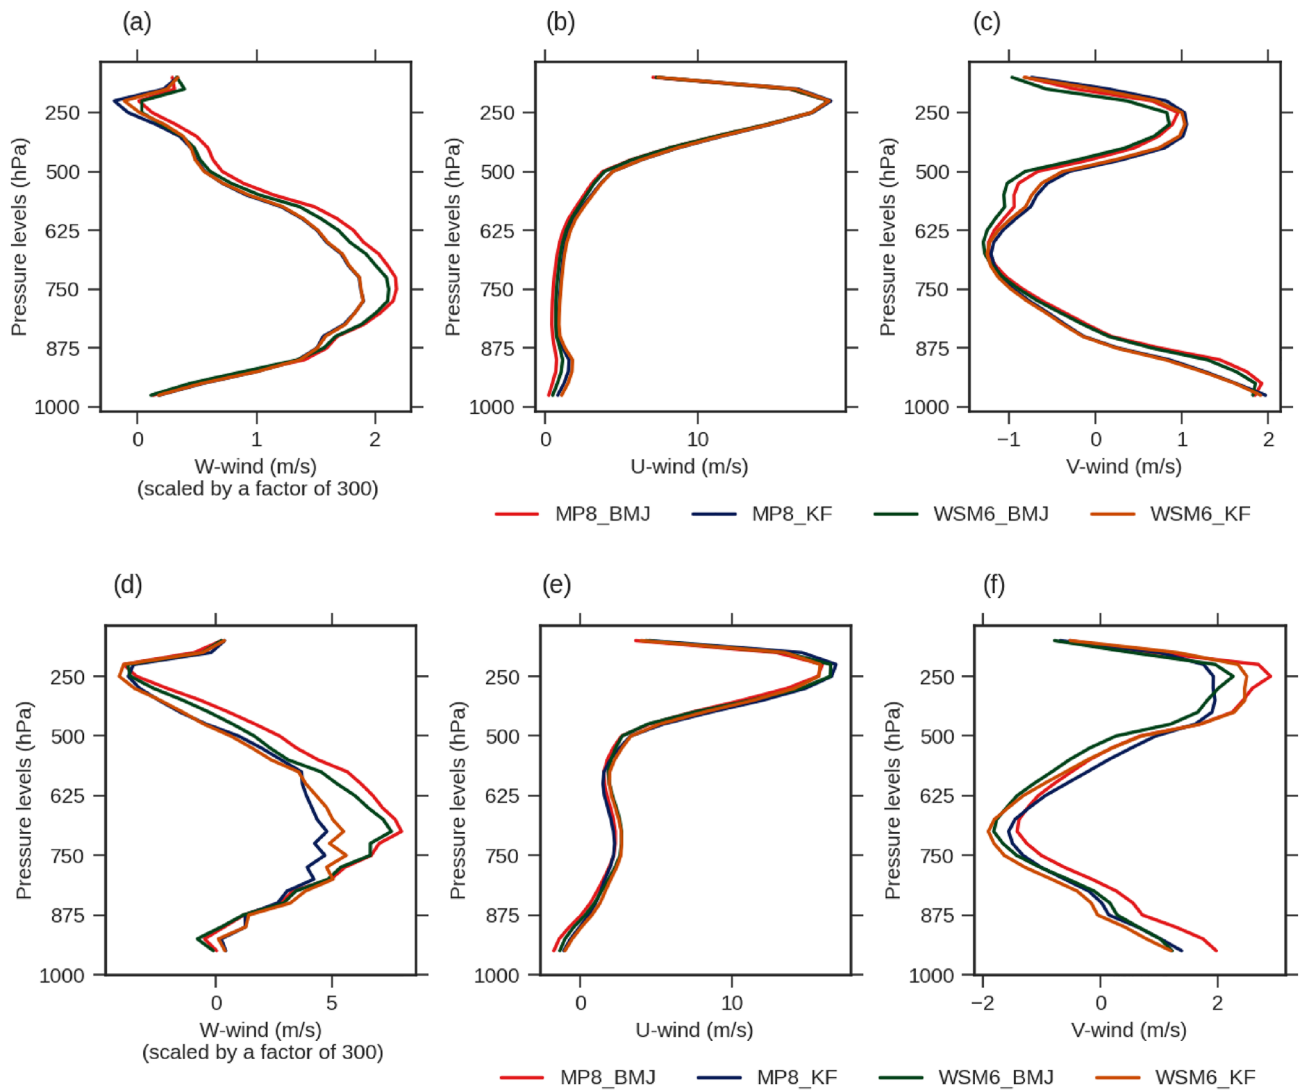 (a)
(b)
(c)
Pressure levels (hPa)
250
500
625
750
875
1000
0
1
2
W-wind (m/s)
(scaled by a factor of 300)
Pressure levels (hPa)
250
500
625
750
875
1000
0
10
U-wind (m/s)
Pressure levels (hPa)
250
500
625
750
875
1000
−1
0
1
2
V-wind (m/s)
MP8_BMJ MP8_KF WSM6_BMJ WSM6_KF
(d)
(e)
(f)
Pressure levels (hPa)
250
500
625
750
875
1000
0
5
W-wind (m/s)
(scaled by a factor of 300)
Pressure levels (hPa)
250
500
625
750
875
1000
0
10
U-wind (m/s)
Pressure levels (hPa)
250
500
625
750
875
1000
−2
0
2
V-wind (m/s)
MP8_BMJ MP8_KF WSM6_BMJ WSM6_KF